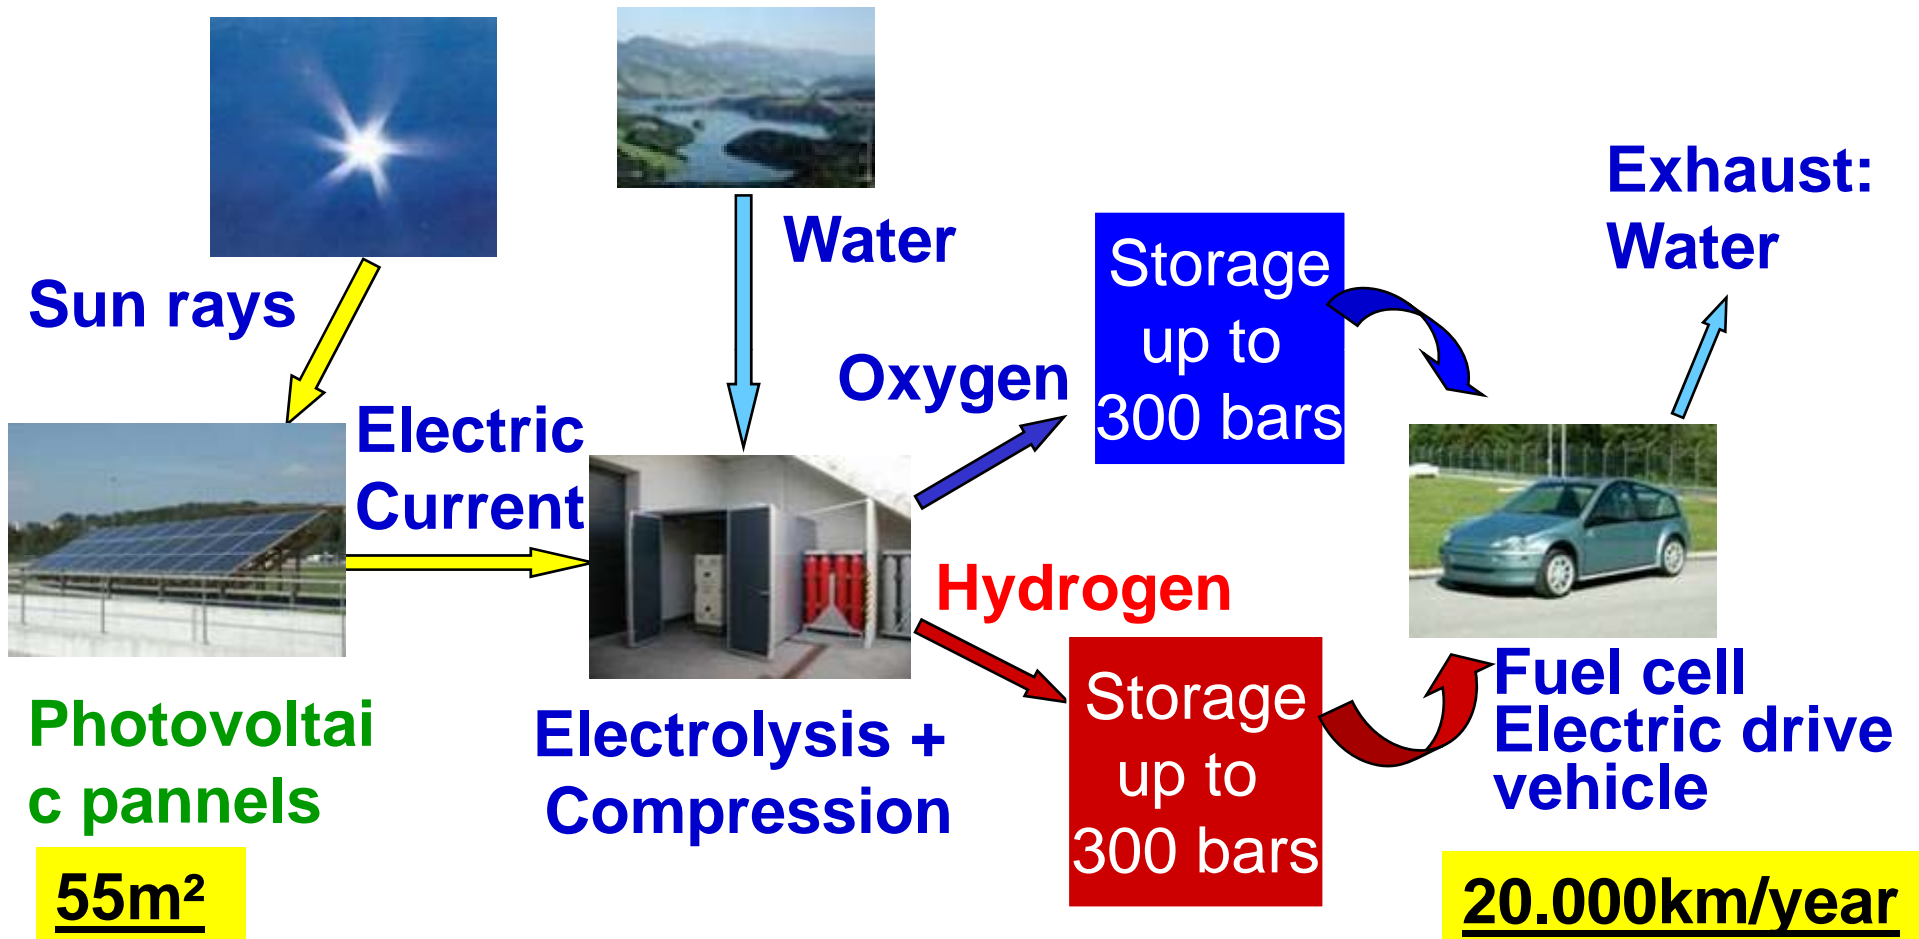 Sun rays
Water
Exhaust:
Water
Storage
up to
300 bars
Oxygen
Electric
Current
Hydrogen
Storage
up to
300 bars
Photovoltai
c pannels
Electrolysis +
Compression
Fuel cell
Electric drive
vehicle
55m²
20.000km/year